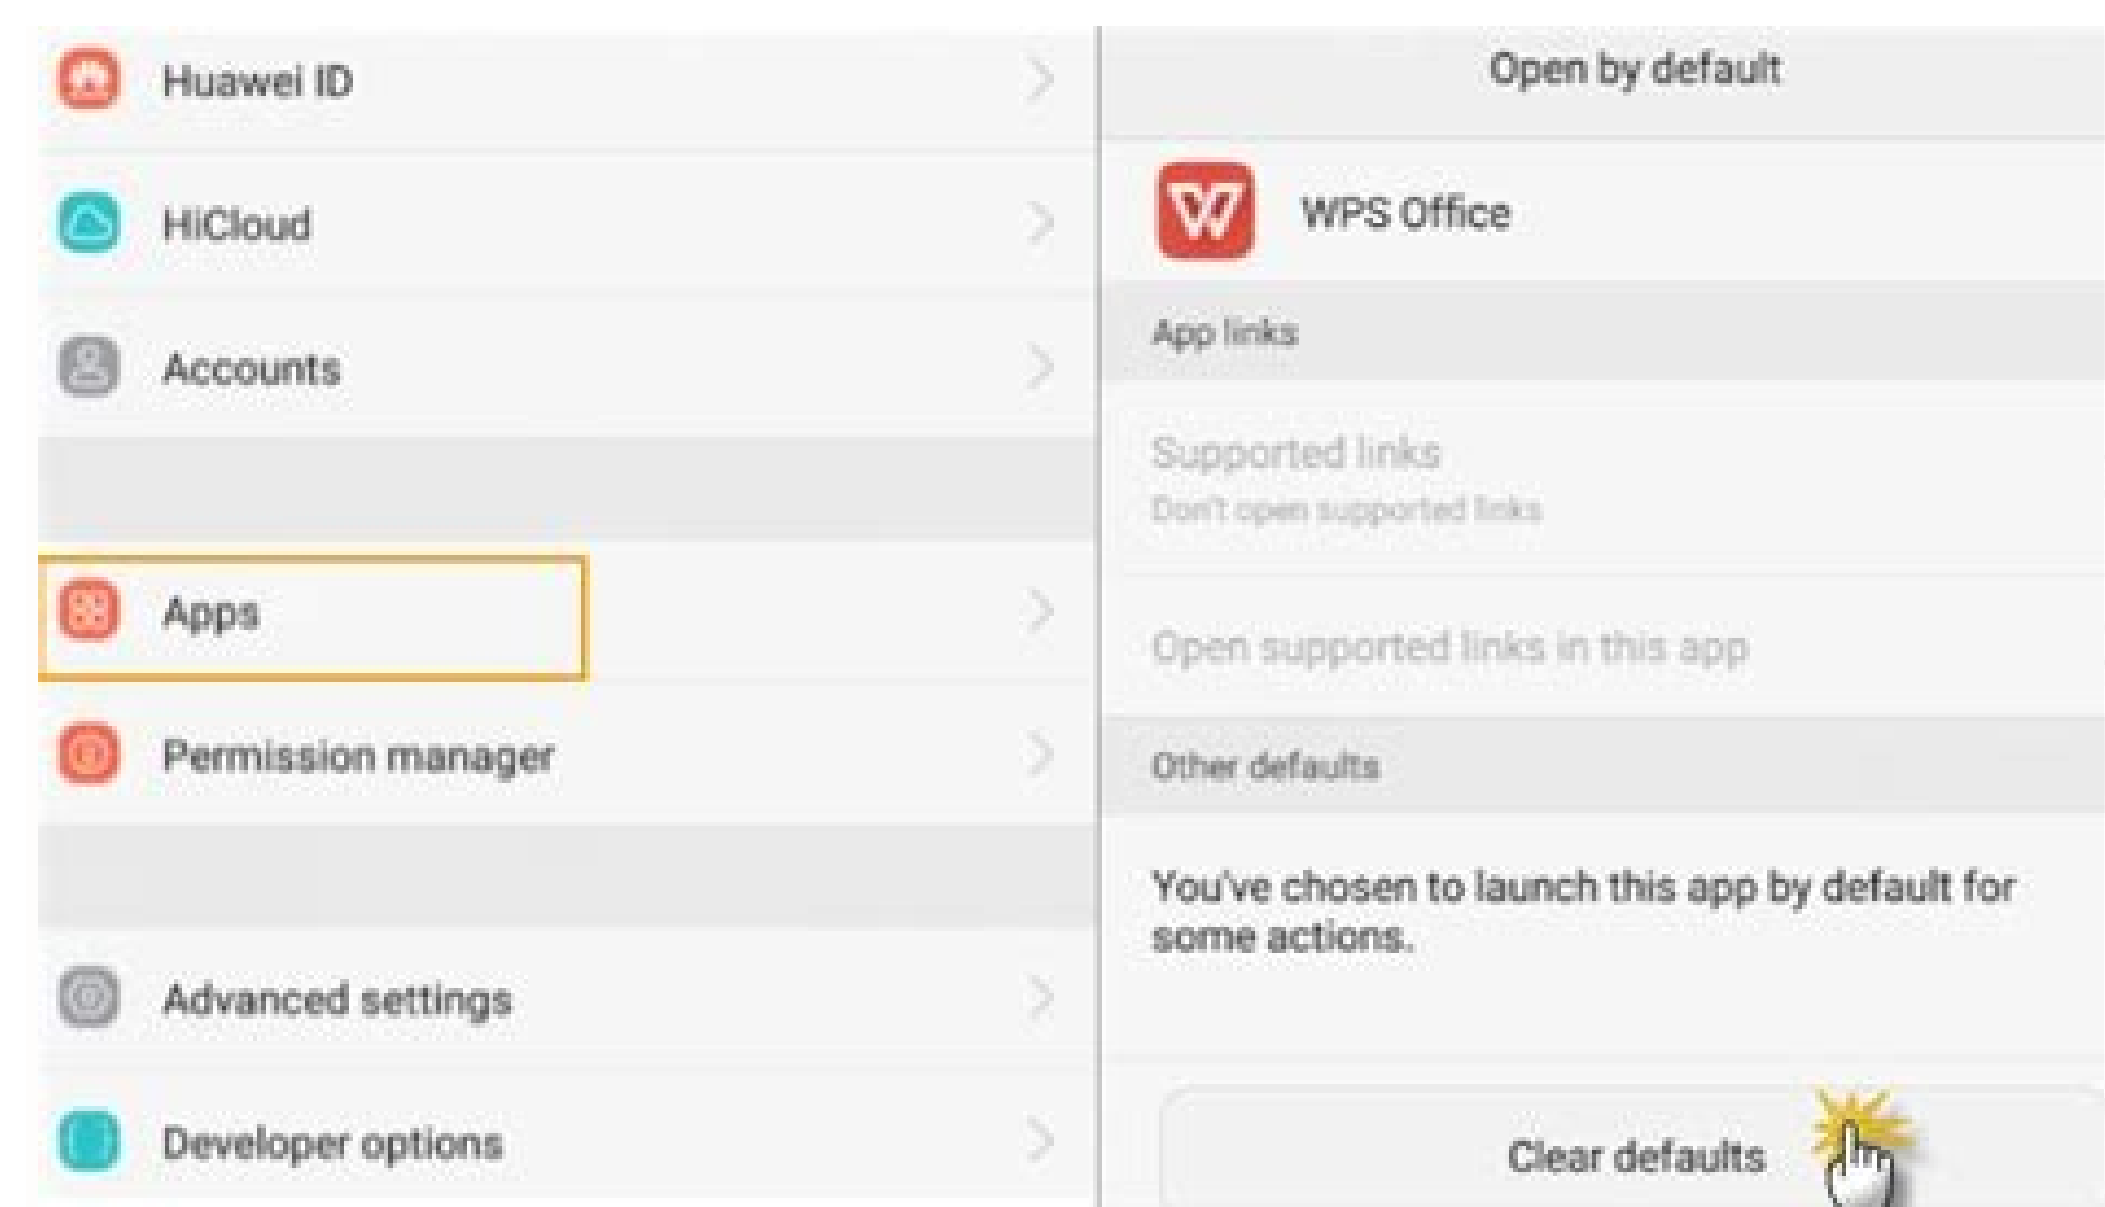 Huawei ID
HiCloud
Accounts
Apps
Permission manager
Advanced settings
Developer options
Open by default
WPS Office
App links
Supported links
Don't open supported links
Open supported links in this app
Other defaults
You've chosen to launch this app by default for
some actions.
Clear defaults